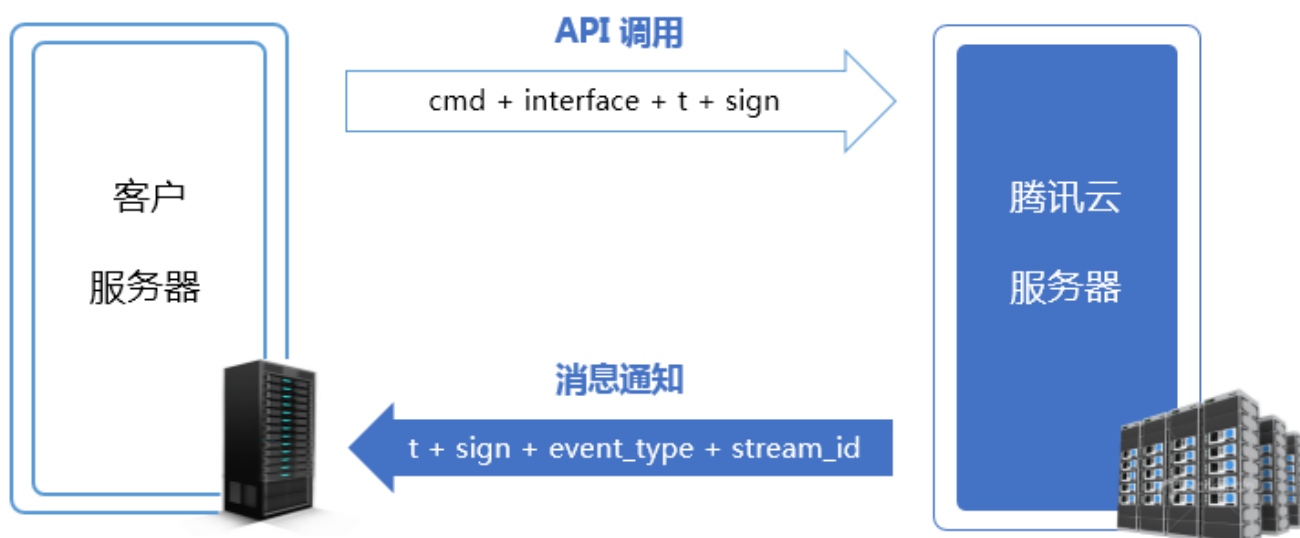 API 调用
cmd + interface + t + sign
客户
服务器
腾讯云
服务器
消息通知
t + sign + event_type + stream_id